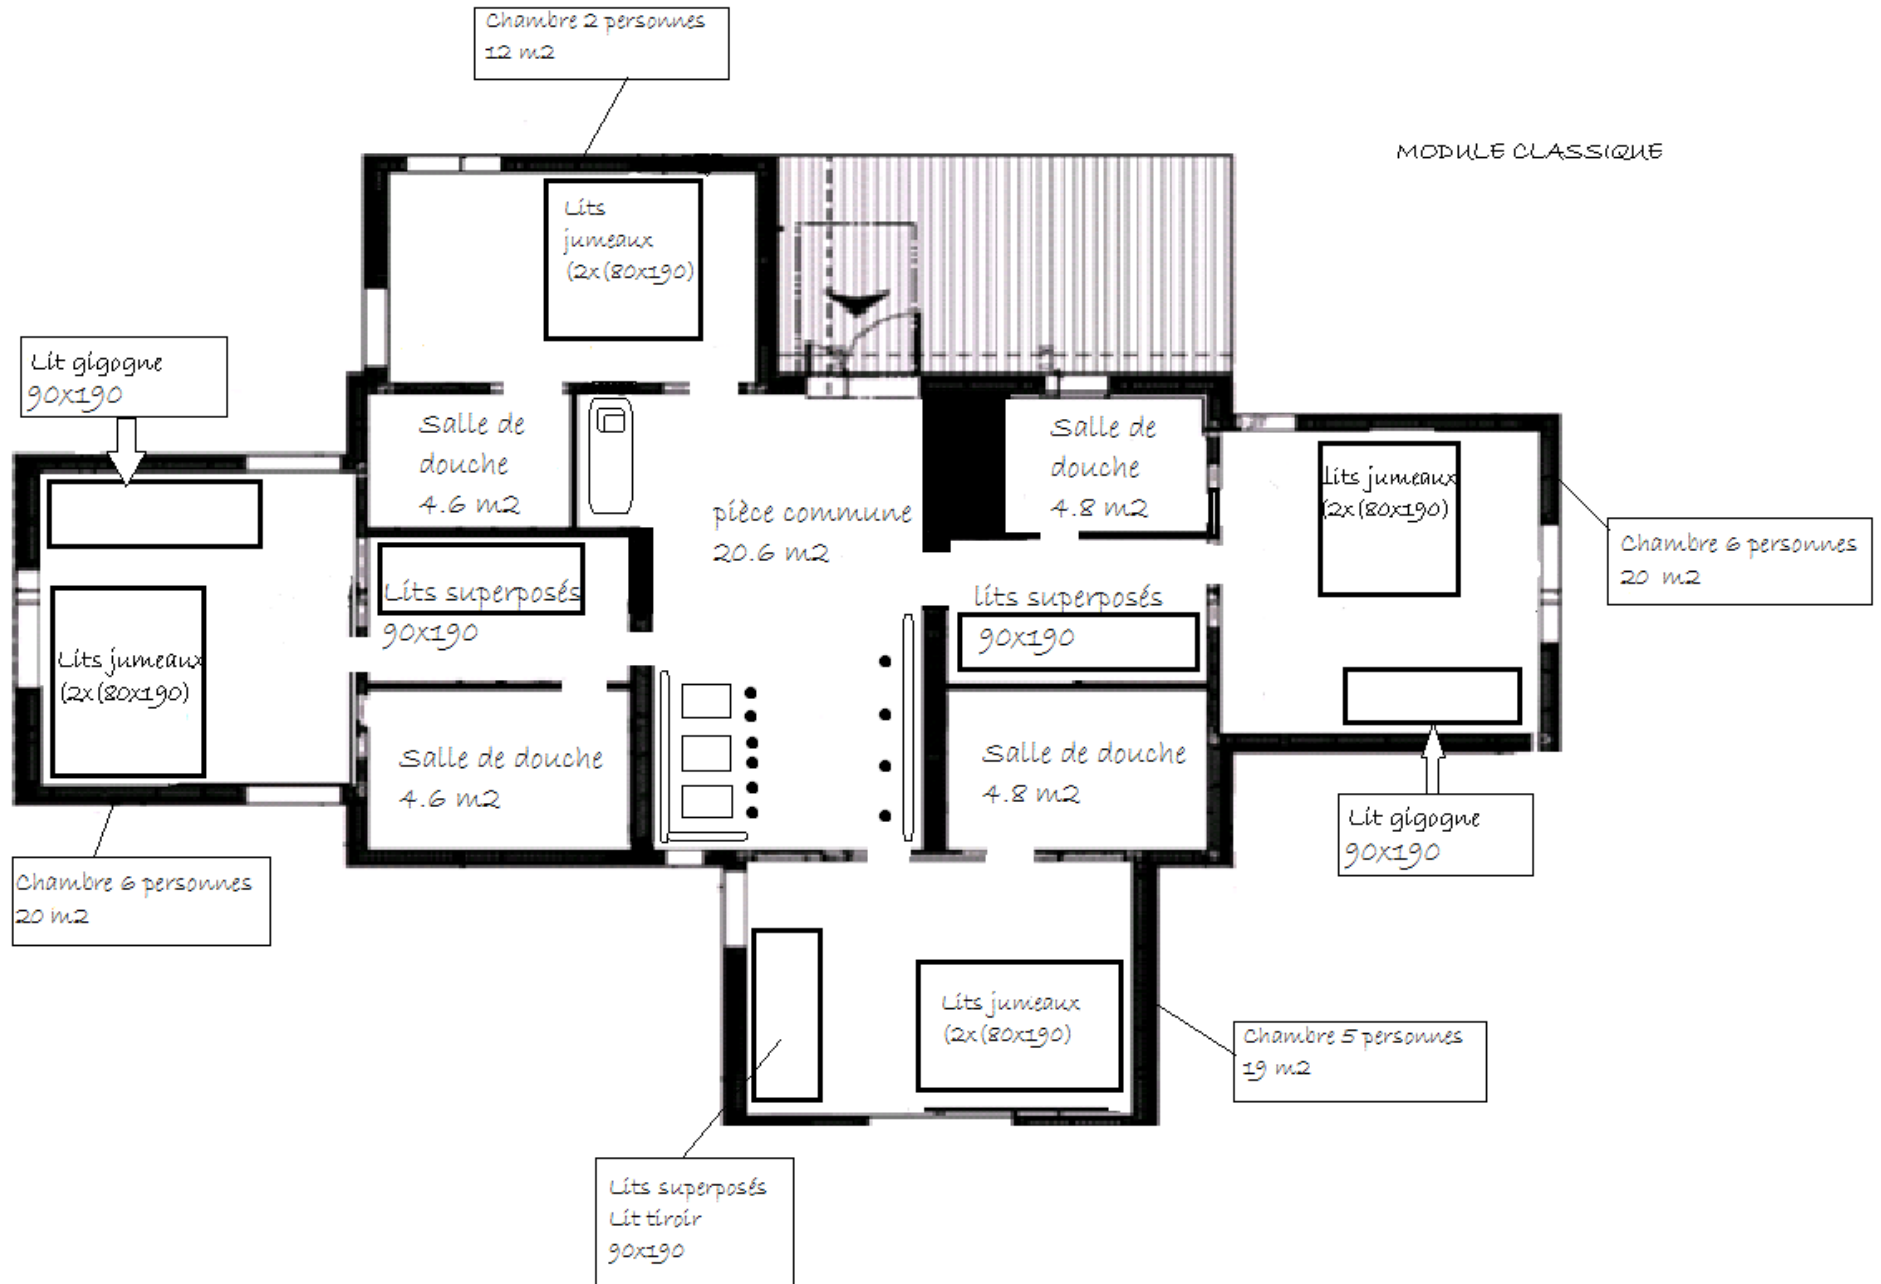 Chambre 2 personnes
12 m2
MODULE CLASSIQUE
Lits
jumeaux
(2x(80x190)
Lit gigogne
90x190
Salle de
douche
4.6 m2
pièce commune
20.6 m2
Salle de
douche
4.8 m2
lits jumeaux
(2x(80x190)
Chambre 6 personnes
20 m2
Lits superposés
90x190
lits superposés
90x190
Lits jumeaux
(2x(80x190)
Salle de douche
4.6 m2
Salle de douche
4.8 m2
Lit gigogne
90x190
Chambre 6 personnes
20 m2
Lits jumeaux
(2x(80x190)
Chambre 5 personnes
19 m2
Lits superposés
Lit tiroir
90x190